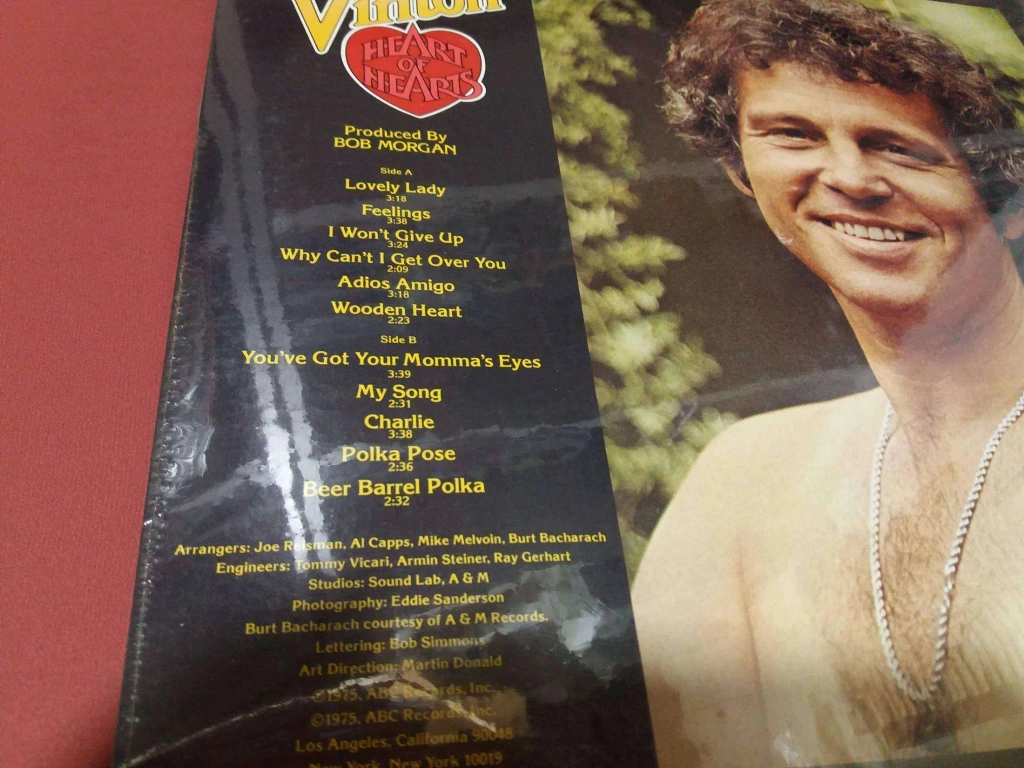 Vinton
HEART
OF
HEARTS
Produced By
BOB MORGAN
Side A
Lovely Lady
3:18
Feelings
3:38
I Won't Give Up
3:24
Why Can't I Get Over You
2:09
Adios Amigo
3:18
Wooden Heart
2:23
Side B
You've Got Your Momma's Eyes
3:39
My Song
2:31
Charlie
3:38
Polka Pose
2:36
Beer Barrel Polka
2:32
Arrangers: Joe Reisman, Al Capps, Mike Melvoin, Burt Bacharach
Engineers: Tommy Vicari, Armin Steiner, Ray Gerhart
Studios: Sound Lab, A & M
Photography: Eddie Sanderson
Burt Bacharach courtesy of A & M Records.
Lettering: Bob Simmons
Art Direction: Martin Donald
℗1975, ABC Records, Inc.
©1975, ABC Records, Inc.
Los Angeles, California 90048
New York, New York 10019